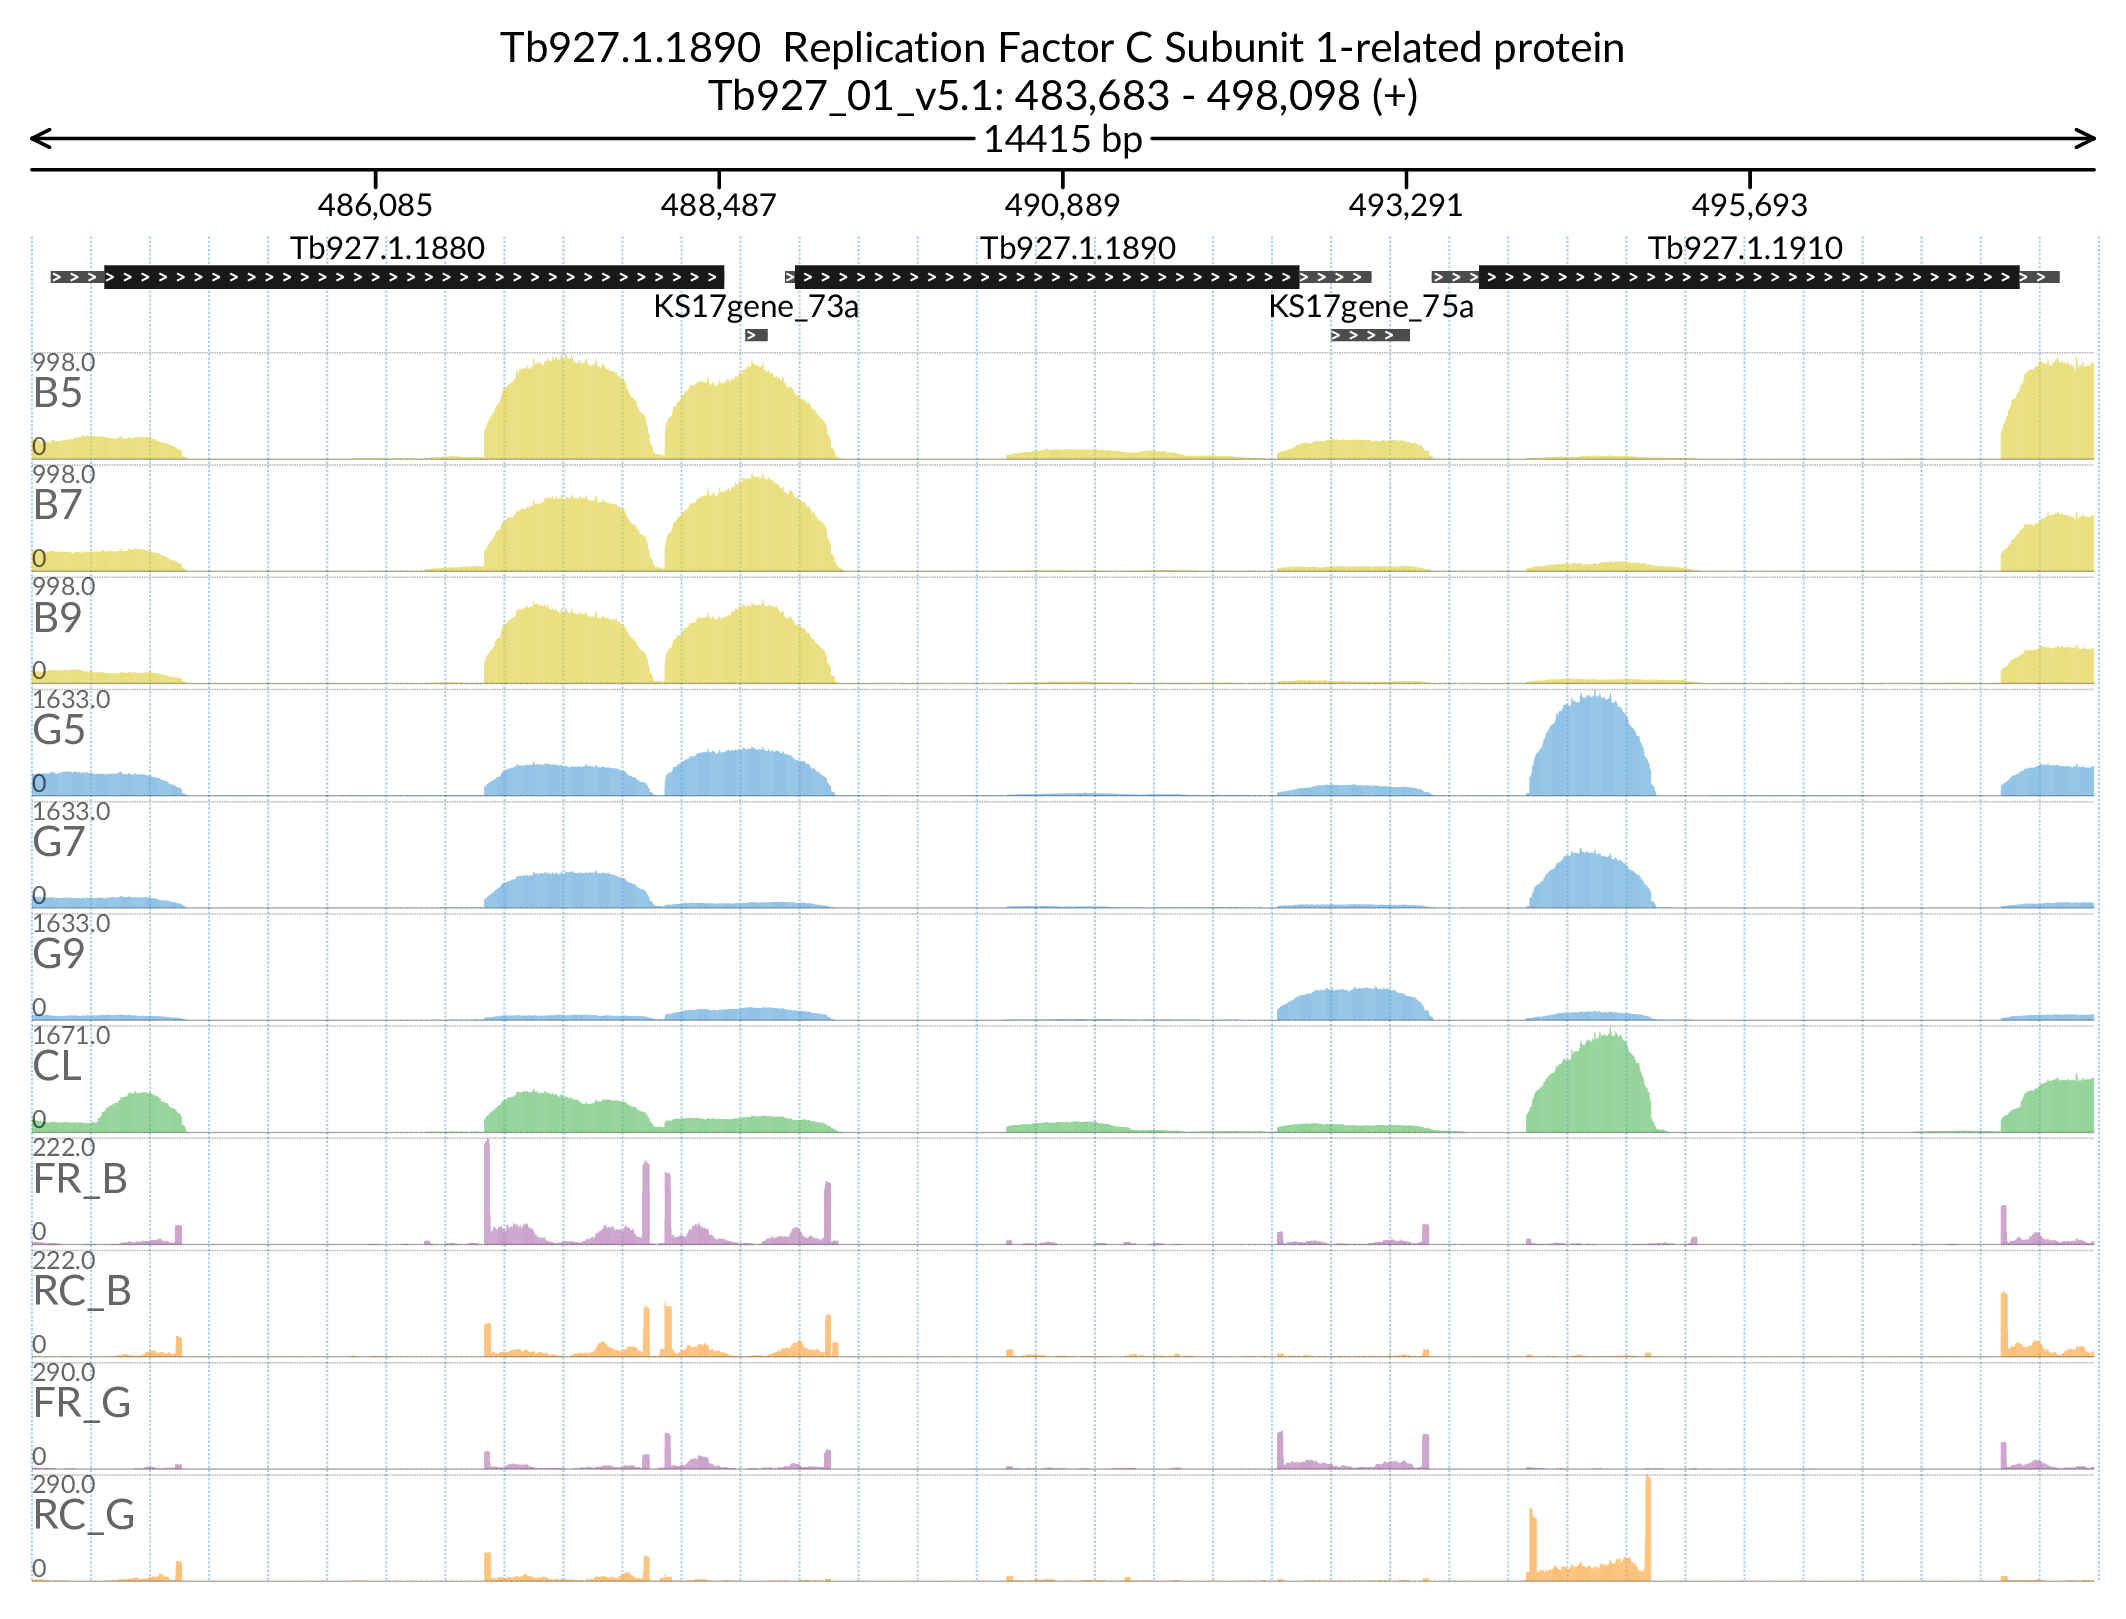 Tb927.1.1890  Replication Factor C Subunit 1-related protein
Tb927_01_v5.1: 483,683 - 498,098 (+)
14415 bp
486,085 488,487 490,889 493,291 495,693
Tb927.1.1880 Tb927.1.1890 Tb927.1.1910
KS17gene_73a KS17gene_75a
998.0
B5
0
998.0
B7
0
998.0
B9
0
1633.0
G5
0
1633.0
G7
0
1633.0
G9
0
1671.0
CL
0
222.0
FR_B
0
222.0
RC_B
0
290.0
FR_G
0
290.0
RC_G
0